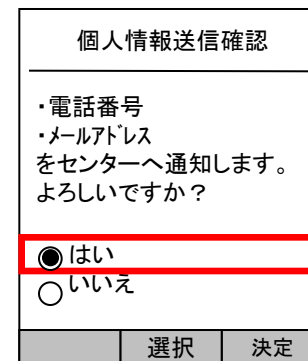 個人情報送信確認
・電話番号
・ﾒｰﾙｱﾄﾞﾚｽ
をセンターへ通知します。
よろしいですか？
はい
いいえ
選択 決定